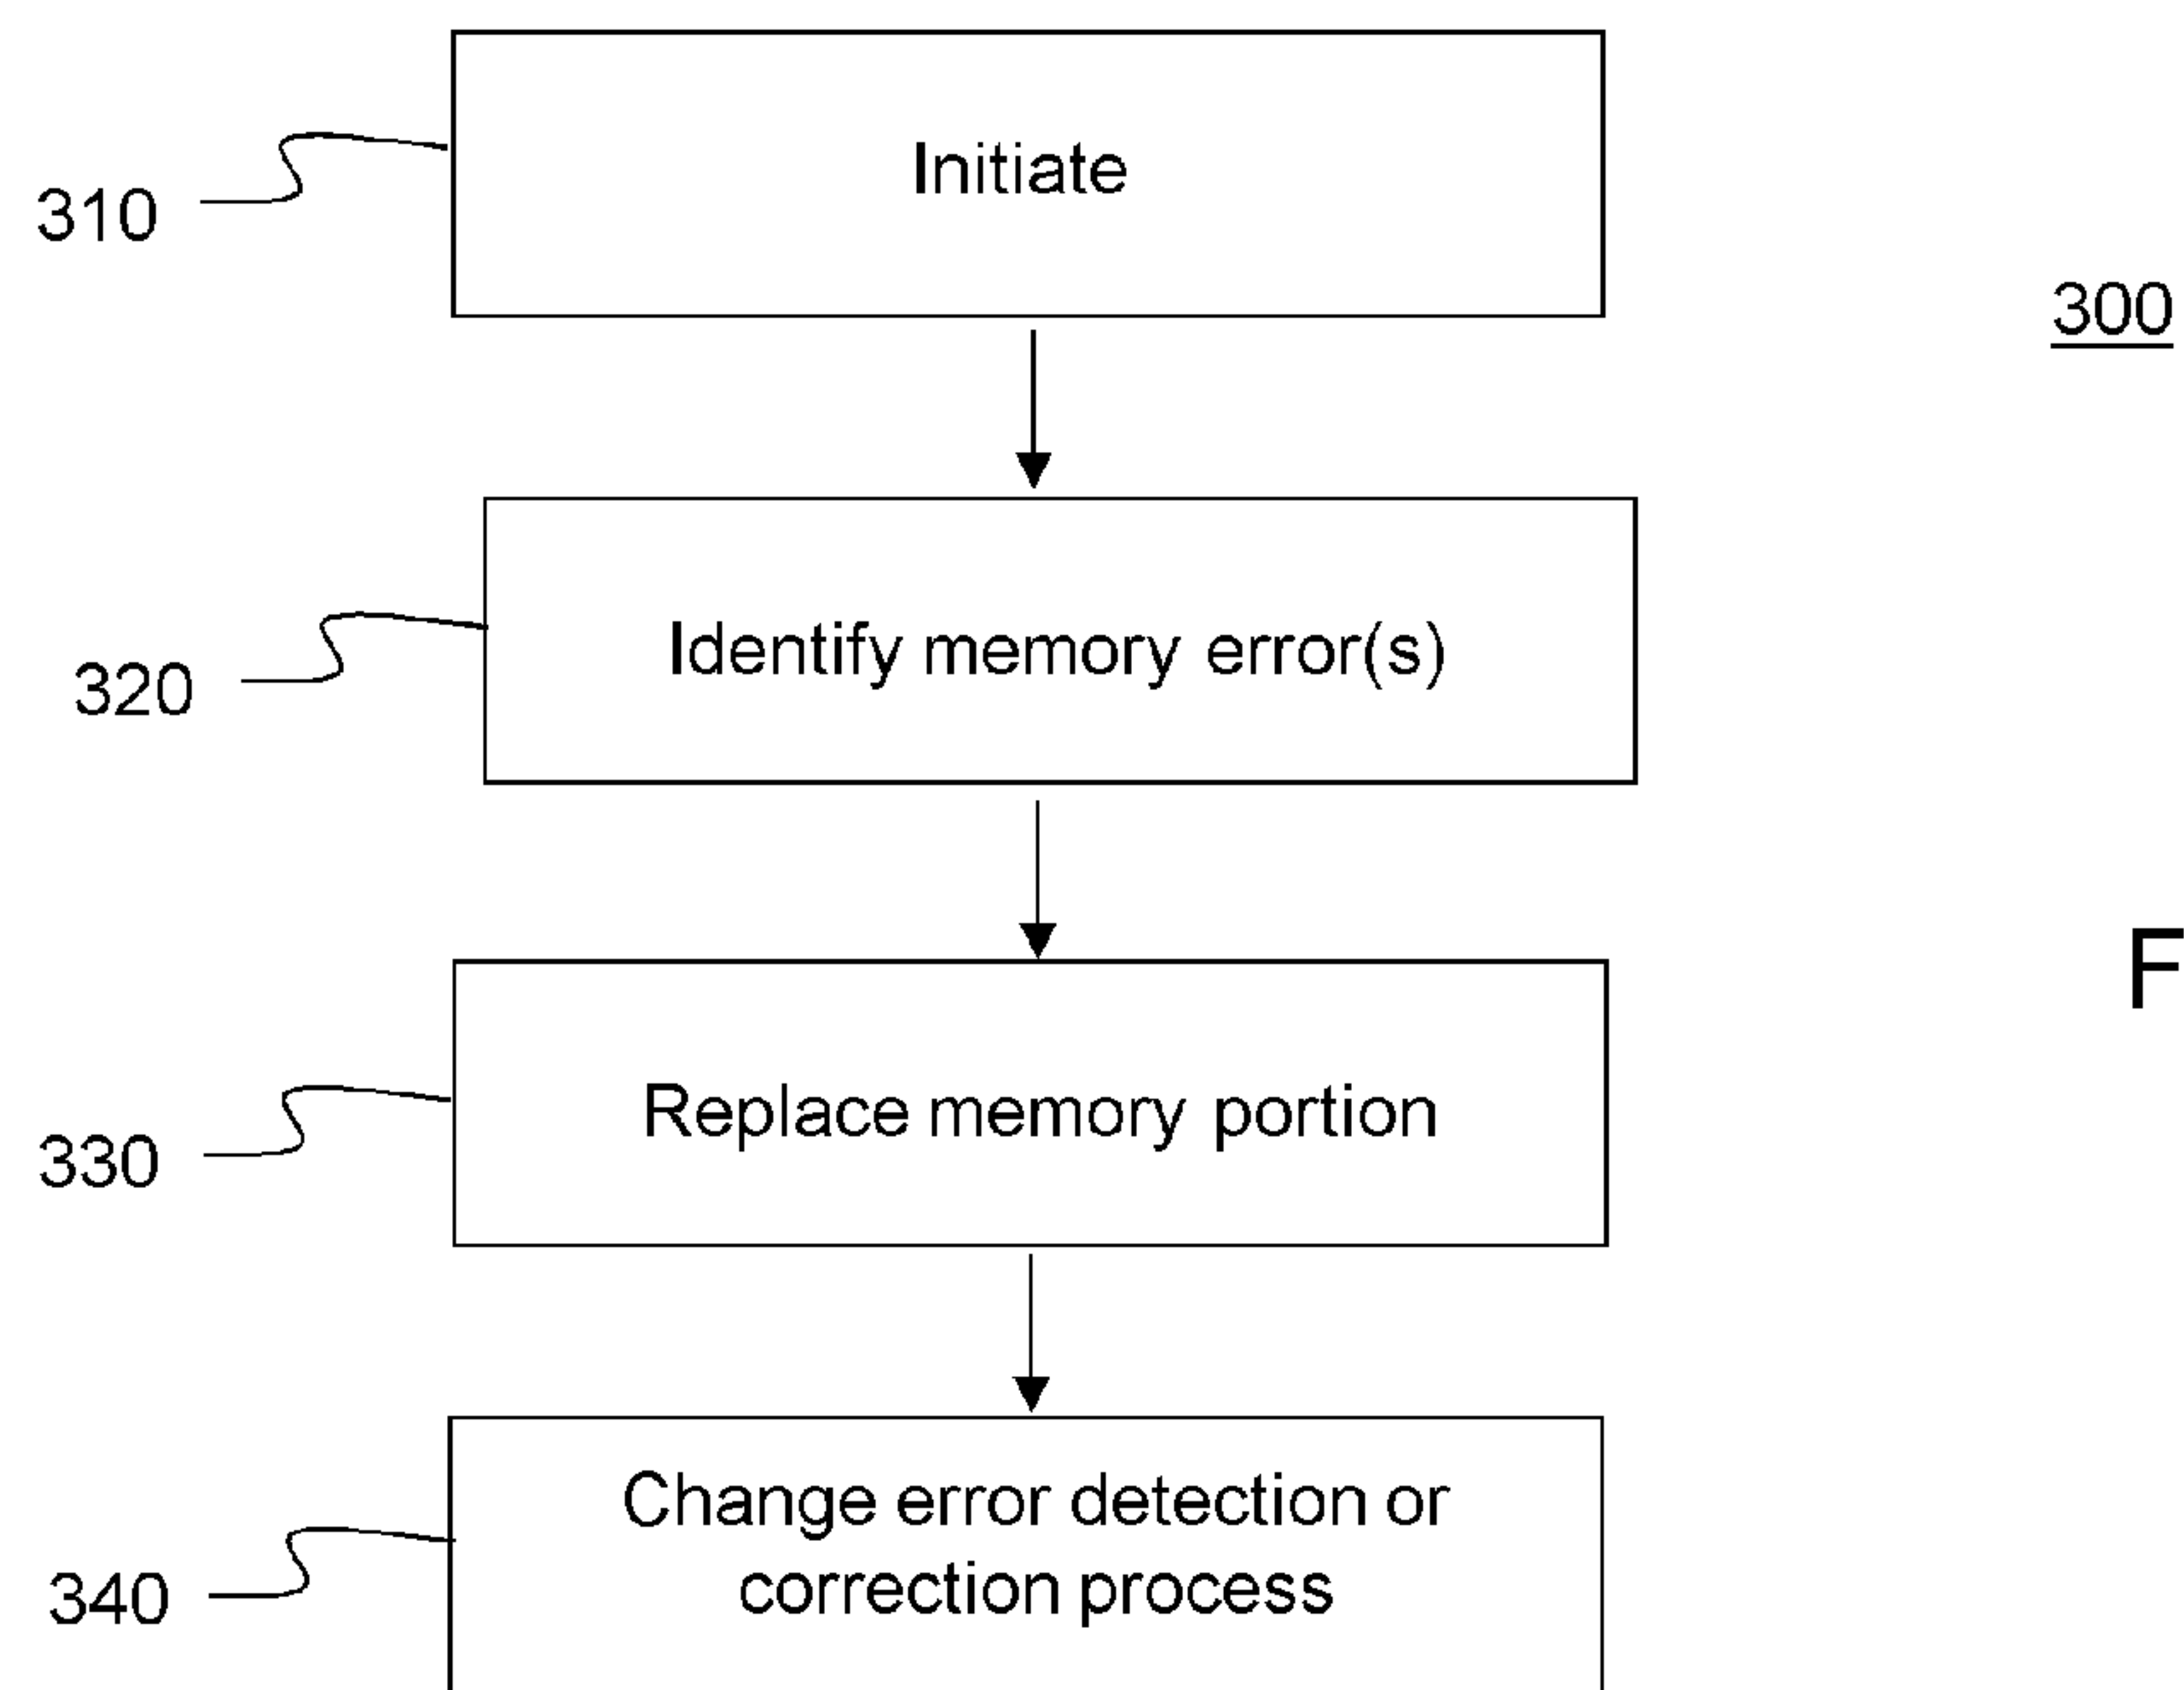 310
Initiate
300
320
Identify memory error(s)
F
330
Replace memory portion
340
Change error detection or
correction process